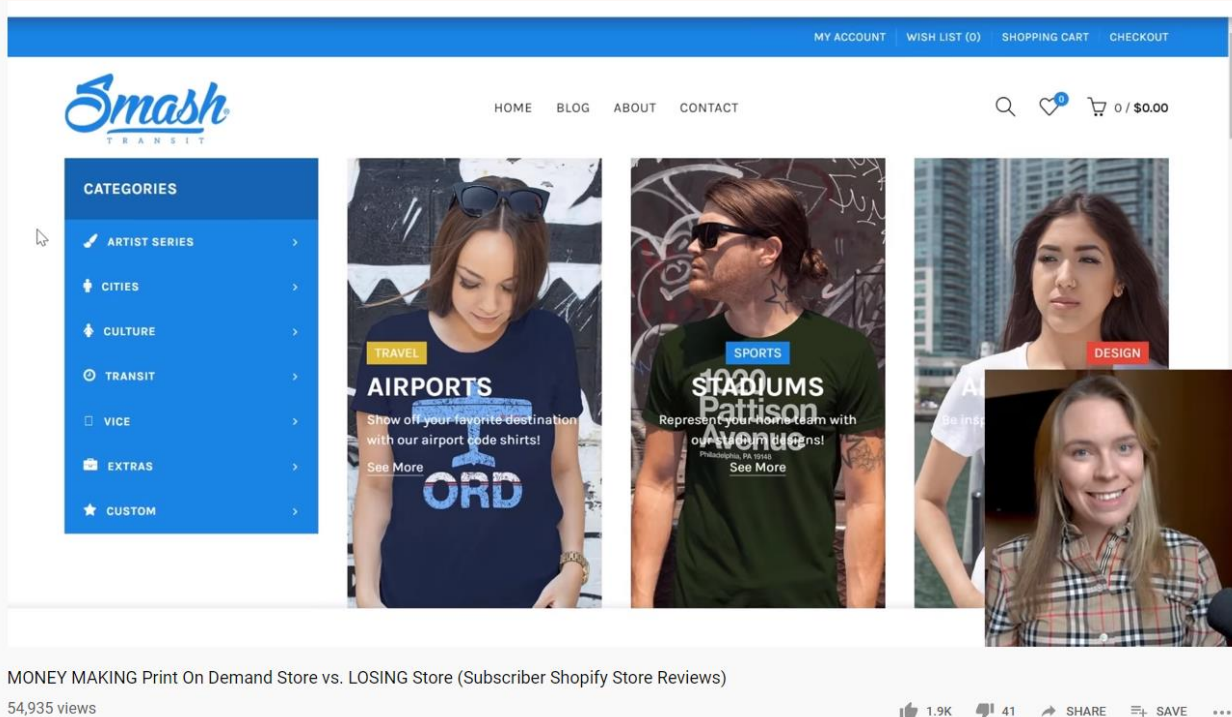 MY ACCOUNT WISH LIST (0) SHOPPING CART CHECKOUT
Smash
TRANSIT
HOME BLOG ABOUT CONTACT
0
0 / $0.00
CATEGORIES
ARTIST SERIES
CITIES
CULTURE
TRANSIT
VICE
EXTRAS
CUSTOM
TRAVEL
AIRPORTS
Show off your favorite destination
with our airport code shirts!
See More
I
ORD
SPORTS
STADIUMS
Represent your home team with
our stadium designs!
See More
1020
Pattison
Avenue
Philadelphia, PA 19148
DESIGN
A
Be insp
MONEY MAKING Print On Demand Store vs. LOSING Store (Subscriber Shopify Store Reviews)
54,935 views
1.9K 41 SHARE SAVE